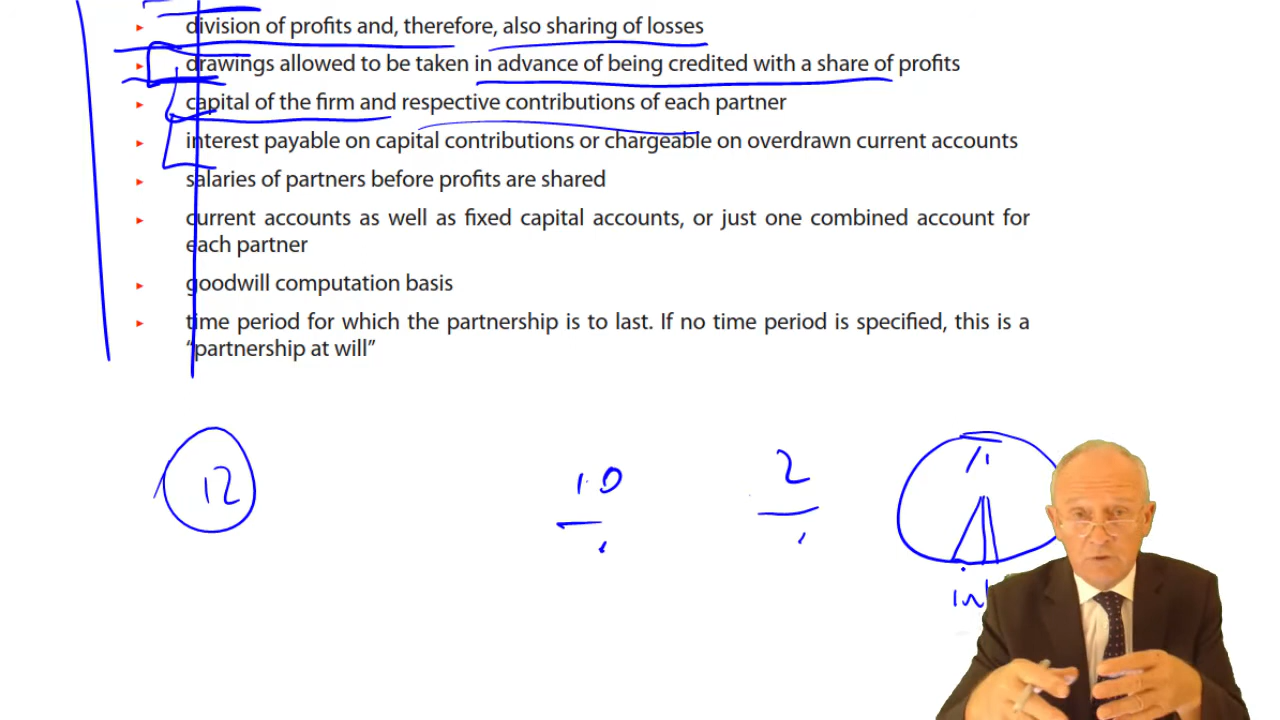 division of profits and, therefore, also sharing of losses
drawings allowed to be taken in advance of being credited with a share of profits
capital of the firm and respective contributions of each partner
interest payable on capital contributions or chargeable on overdrawn current accounts
salaries of partners before profits are shared
current accounts as well as fixed capital accounts, or just one combined account for
each partner
goodwill computation basis
time period for which the partnership is to last. If no time period is specified, this is a
“partnership at will”
12
10
2